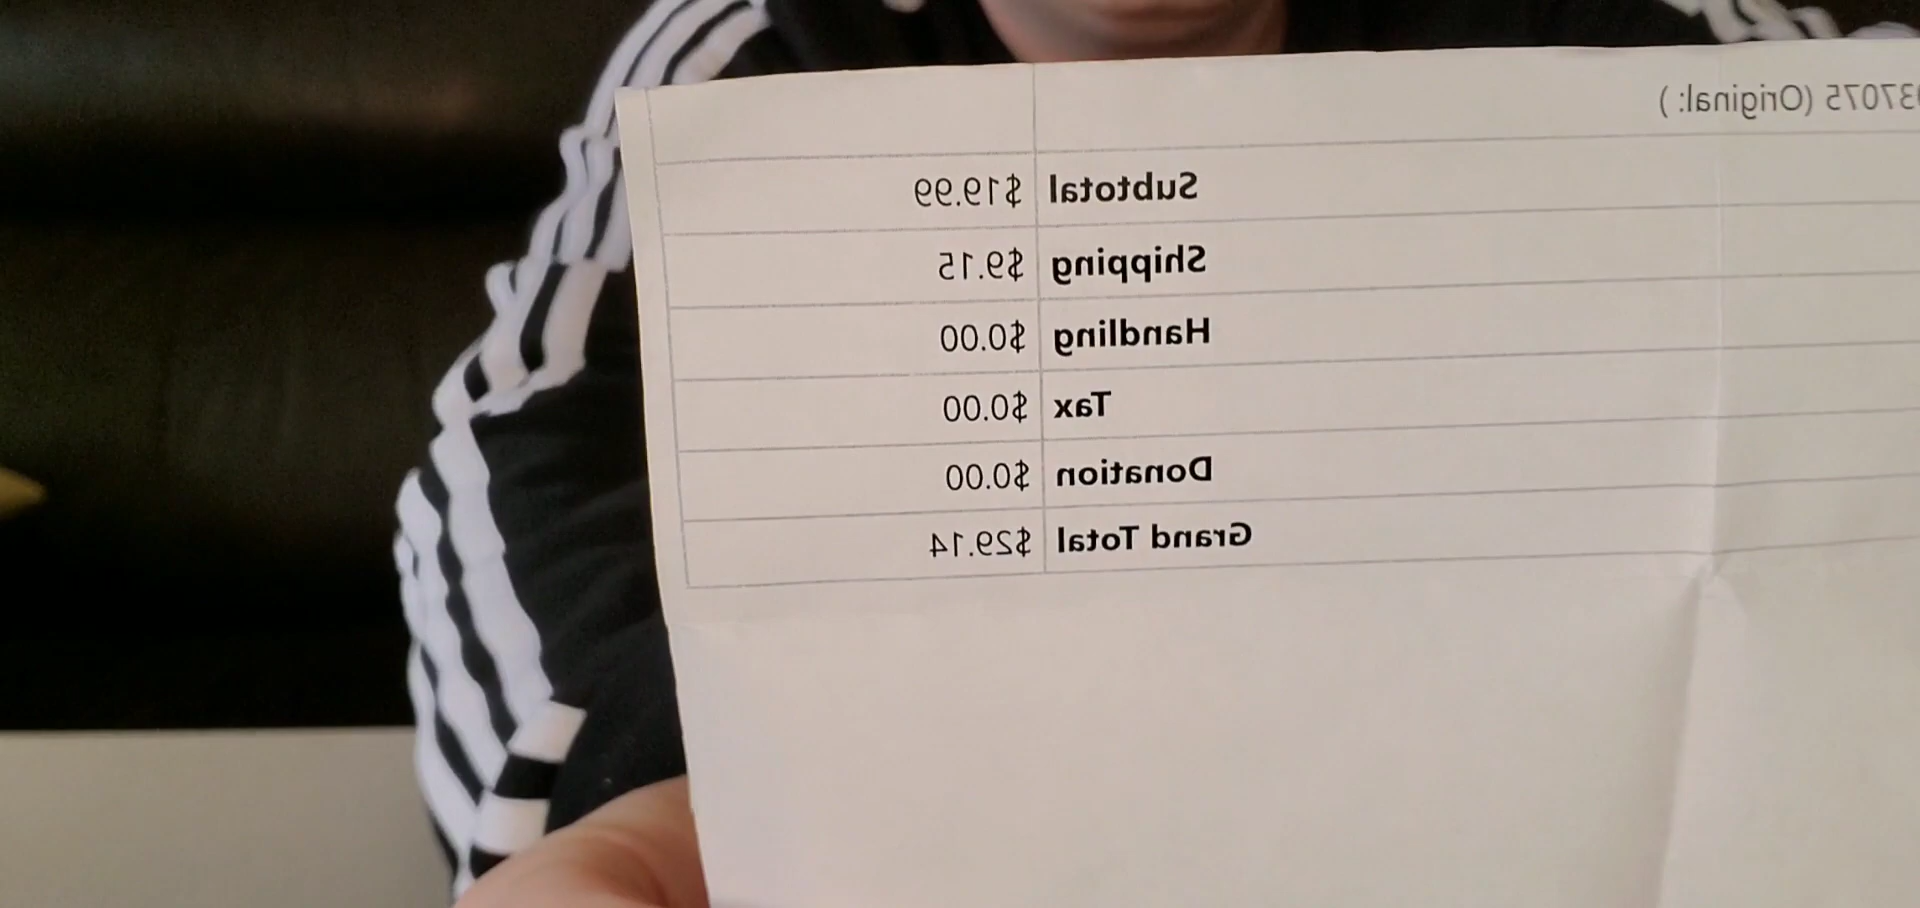 37075 (Original: )
Subtotal $19.99
Shipping $9.15
Handling $0.00
Tax $0.00
Donation $0.00
Grand Total $29.14